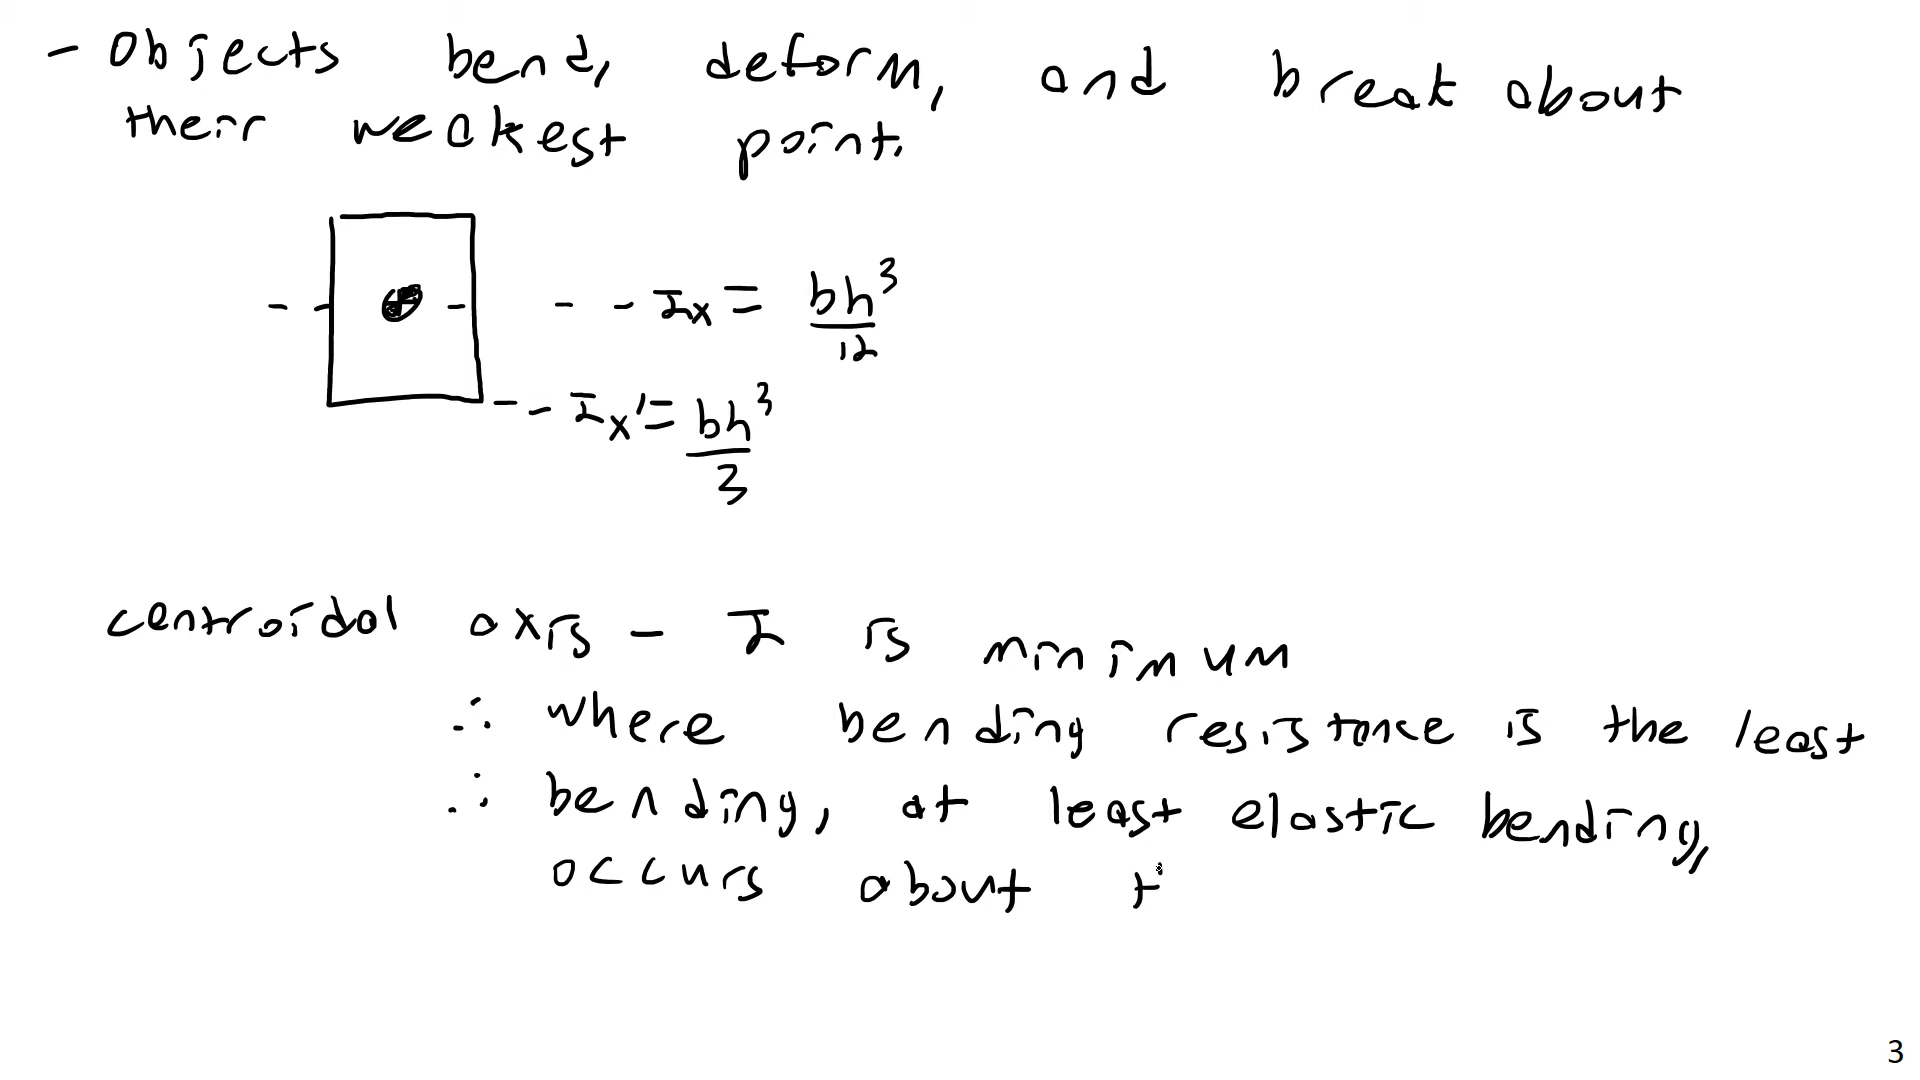 - Objects bend, deform, and break about
their weakest point.
- - - - - Ix = bh³/12
- - Ix' = bh³/3
centroidal axis - I is minimum
∴ where bending resistance is the least
∴ bending, at least elastic bending,
occurs about t
3